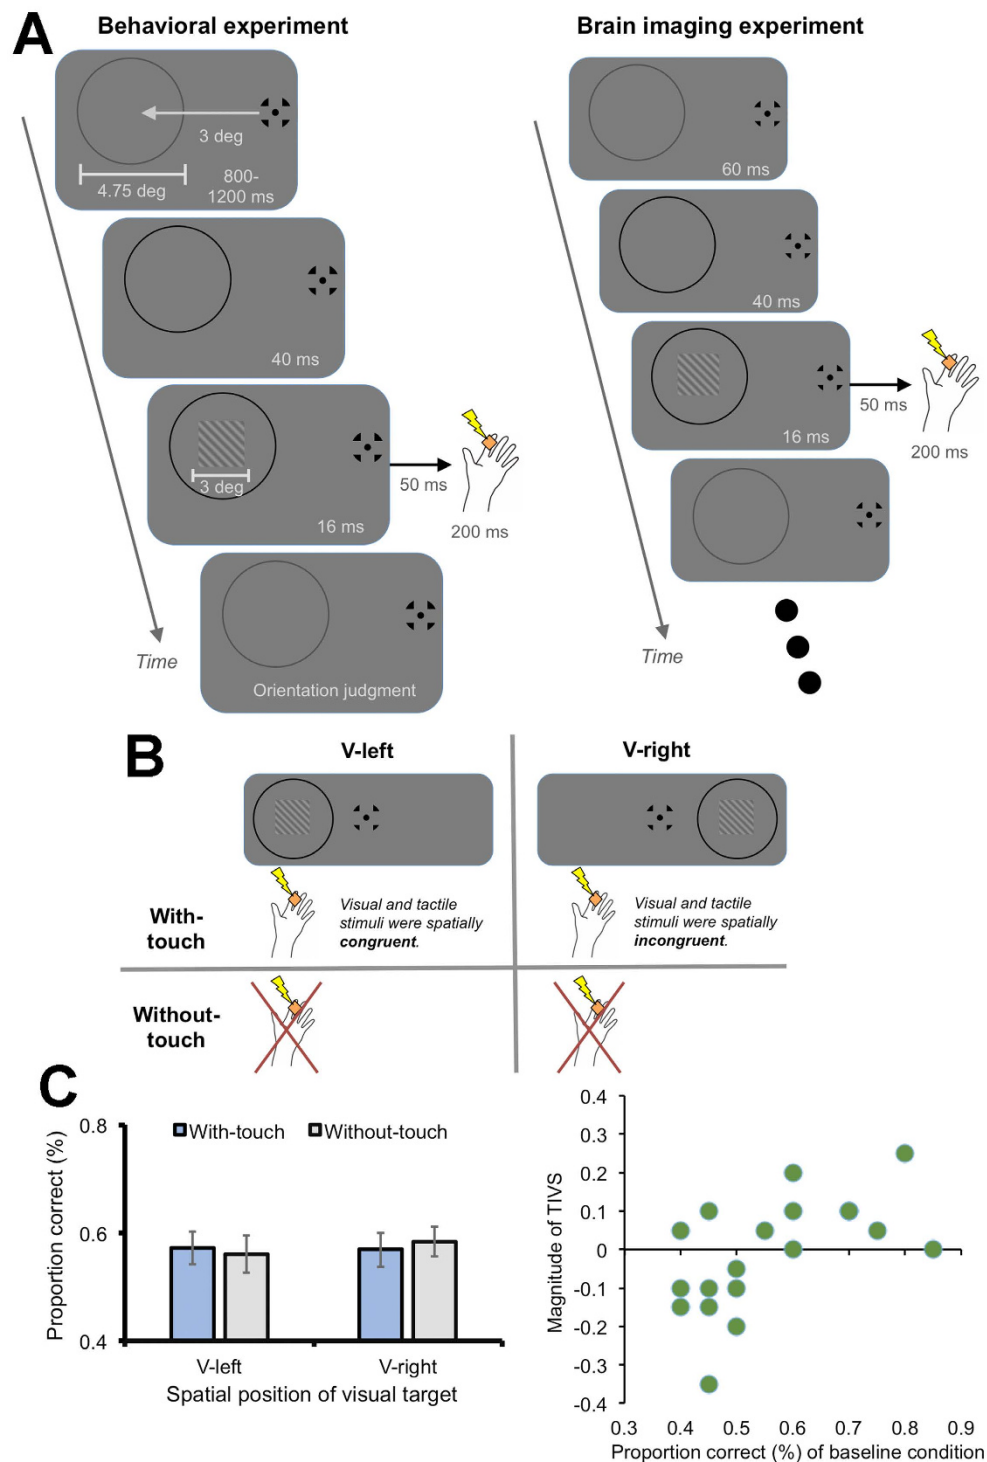 A
Behavioral experiment
3 deg
4.75 deg
800-
1200 ms
40 ms
3 deg
16 ms
50 ms
200 ms
Orientation judgment
Time
Brain imaging experiment
60 ms
40 ms
16 ms
50 ms
200 ms
Time
B
V-left
V-right
With-
touch
Visual and tactile
stimuli were spatially
congruent.
Visual and tactile
stimuli were spatially
incongruent.
Without-
touch
C
Proportion correct (%)
0.8
0.6
0.4
With-touch
Without-touch
V-left
V-right
Spatial position of visual target
Magnitude of TIVS
0.4
0.3
0.2
0.1
0
-0.1
-0.2
-0.3
-0.4
0.3 0.4 0.5 0.6 0.7 0.8 0.9
Proportion correct (%) of baseline condition